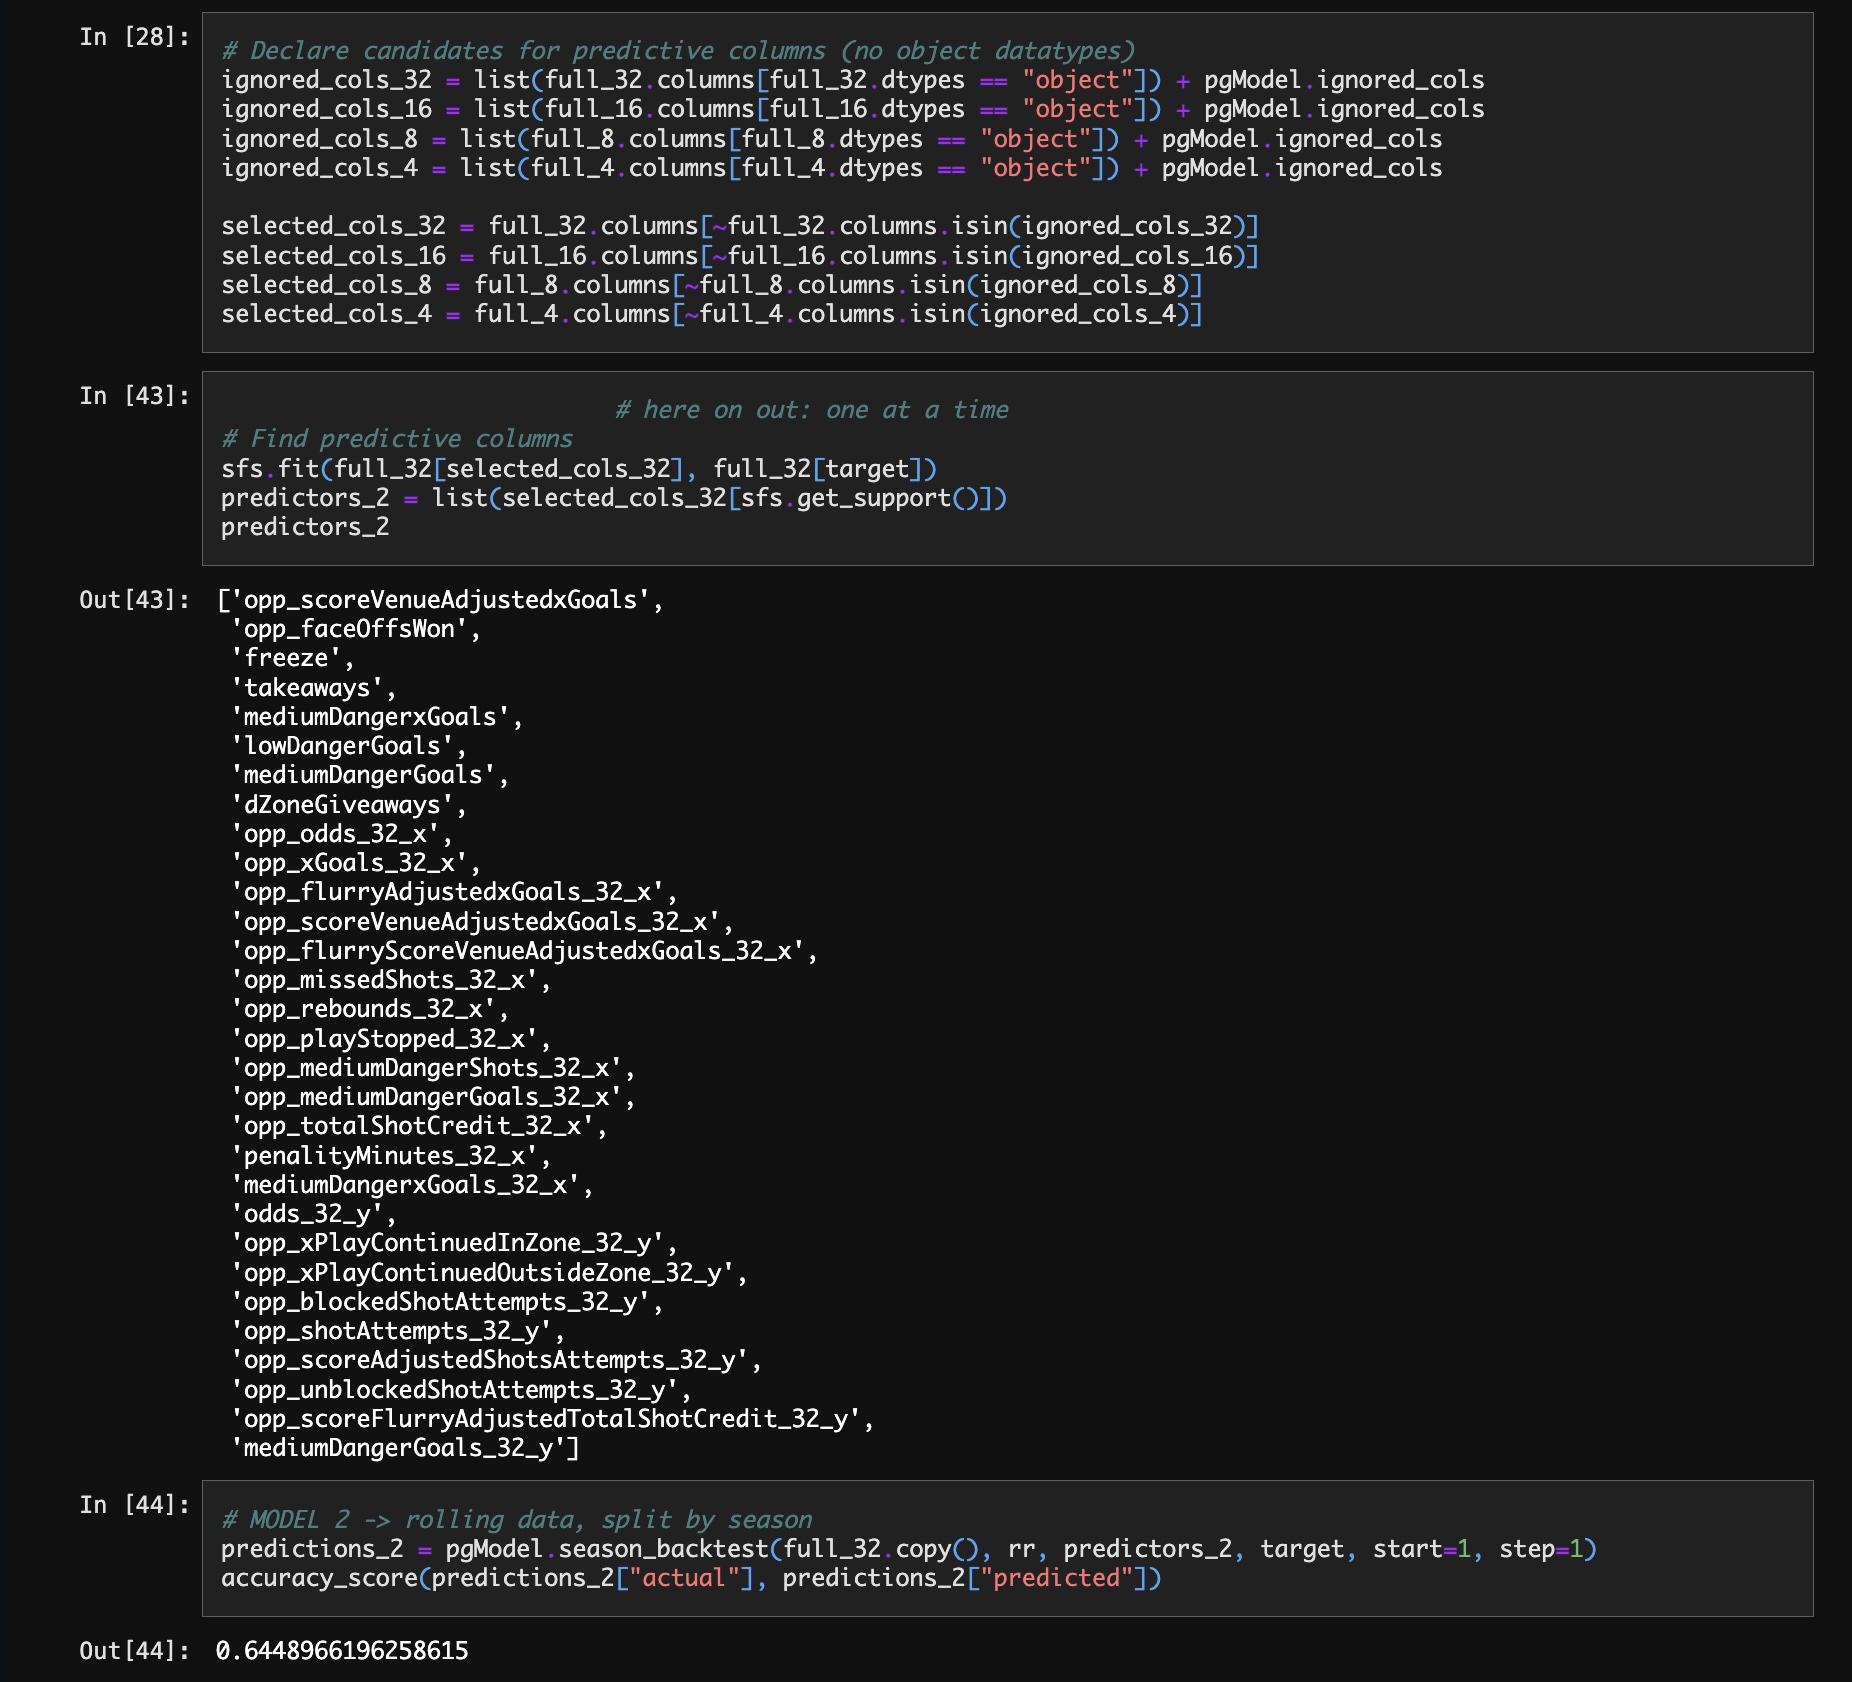 In [28]:
# Declare candidates for predictive columns (no object datatypes)
ignored_cols_32 = list(full_32.columns[full_32.dtypes == "object"]) + pgModel.ignored_cols
ignored_cols_16 = list(full_16.columns[full_16.dtypes == "object"]) + pgModel.ignored_cols
ignored_cols_8 = list(full_8.columns[full_8.dtypes == "object"]) + pgModel.ignored_cols
ignored_cols_4 = list(full_4.columns[full_4.dtypes == "object"]) + pgModel.ignored_cols
selected_cols_32 = full_32.columns[~full_32.columns.isin(ignored_cols_32)]
selected_cols_16 = full_16.columns[~full_16.columns.isin(ignored_cols_16)]
selected_cols_8 = full_8.columns[~full_8.columns.isin(ignored_cols_8)]
selected_cols_4 = full_4.columns[~full_4.columns.isin(ignored_cols_4)]
In [43]:
# here on out: one at a time
# Find predictive columns
sfs.fit(full_32[selected_cols_32], full_32[target])
predictors_2 = list(selected_cols_32[sfs.get_support()])
predictors_2
Out[43]: ['opp_scoreVenueAdjustedxGoals',
'opp_faceOffsWon',
'freeze',
'takeaways',
'mediumDangerxGoals',
'lowDangerGoals',
'mediumDangerGoals',
'dZoneGiveaways',
'opp_odds_32_x',
'opp_xGoals_32_x',
'opp_flurryAdjustedxGoals_32_x',
'opp_scoreVenueAdjustedxGoals_32_x',
'opp_flurryScoreVenueAdjustedxGoals_32_x',
'opp_missedShots_32_x',
'opp_rebounds_32_x',
'opp_playStopped_32_x',
'opp_mediumDangerShots_32_x',
'opp_mediumDangerGoals_32_x',
'opp_totalShotCredit_32_x',
'penalityMinutes_32_x',
'mediumDangerxGoals_32_x',
'odds_32_y',
'opp_xPlayContinuedInZone_32_y',
'opp_xPlayContinuedOutsideZone_32_y',
'opp_blockedShotAttempts_32_y',
'opp_shotAttempts_32_y',
'opp_scoreAdjustedShotsAttempts_32_y',
'opp_unblockedShotAttempts_32_y',
'opp_scoreFlurryAdjustedTotalShotCredit_32_y',
'mediumDangerGoals_32_y']
In [44]:
# MODEL 2 -> rolling data, split by season
predictions_2 = pgModel.season_backtest(full_32.copy(), rr, predictors_2, target, start=1, step=1)
accuracy_score(predictions_2["actual"], predictions_2["predicted"])
Out[44]: 0.6448966196258615